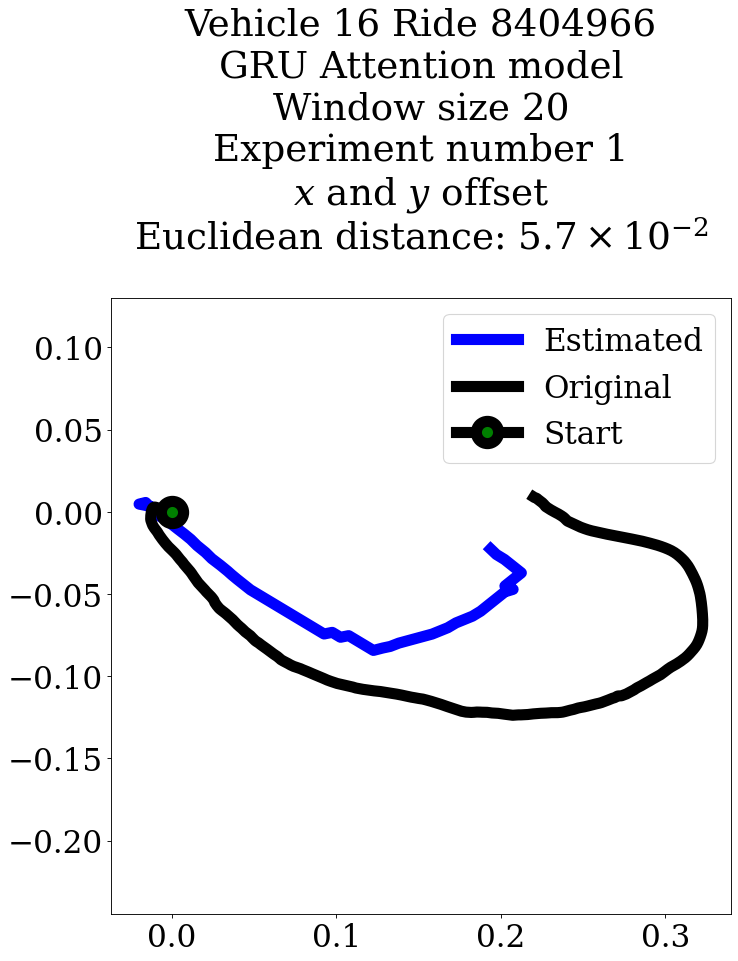 Vehicle 16 Ride 8404966
GRU Attention model
Window size 20
Experiment number 1
x and y offset
Euclidean distance: 5.7 × 10⁻²
Estimated
Original
Start
0.10
0.05
0.00
−0.05
−0.10
−0.15
−0.20
0.0 0.1 0.2 0.3